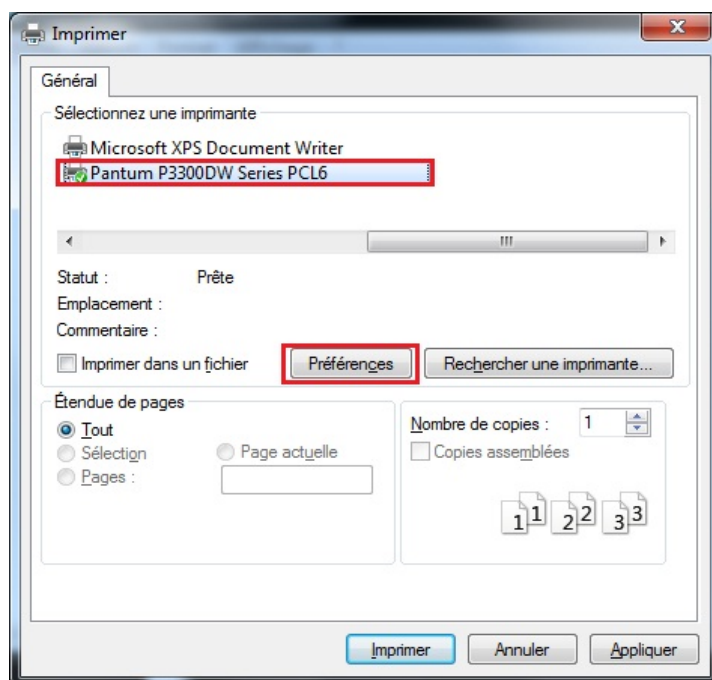 Imprimer
Général
Sélectionnez une imprimante
Microsoft XPS Document Writer
Pantum P3300DW Series PCL6
Statut : Prête
Emplacement :
Commentaire :
Imprimer dans un fichier Préférences Rechercher une imprimante...
Étendue de pages
Tout
Sélection Page actuelle
Pages :
Nombre de copies : 1
Copies assemblées
1 1 2 2 3 3
Imprimer Annuler Appliquer